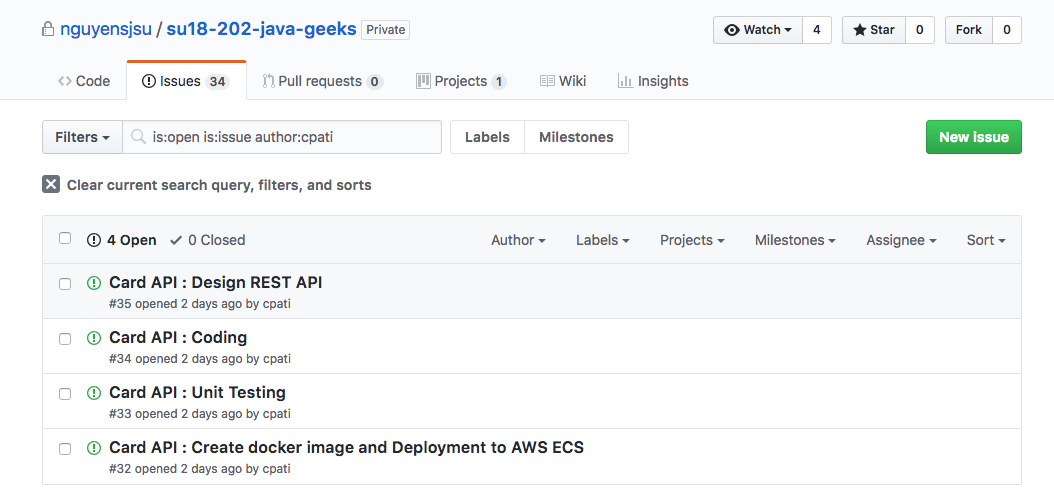 nguyensjsu / su18-202-java-geeks Private Watch 4 Star 0 Fork 0
Code Issues 34 Pull requests 0 Projects 1 Wiki Insights
Filters is:open is:issue author:cpati Labels Milestones New issue
Clear current search query, filters, and sorts
4 Open 0 Closed Author Labels Projects Milestones Assignee Sort
Card API : Design REST API
#35 opened 2 days ago by cpati
Card API : Coding
#34 opened 2 days ago by cpati
Card API : Unit Testing
#33 opened 2 days ago by cpati
Card API : Create docker image and Deployment to AWS ECS
#32 opened 2 days ago by cpati